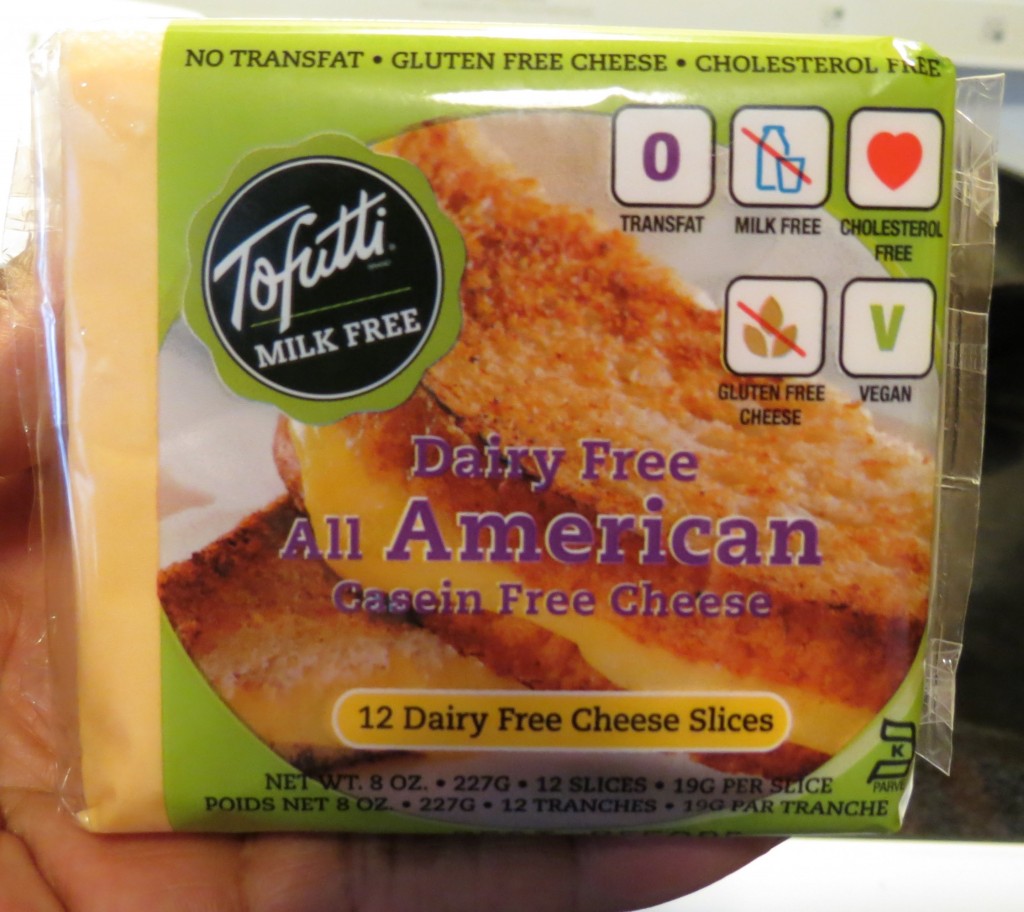 NO TRANSFAT • GLUTEN FREE CHEESE • CHOLESTEROL FREE
Tofutti
MILK FREE
0
TRANSFAT
MILK FREE
CHOLESTEROL
FREE
GLUTEN FREE
CHEESE
V
VEGAN
Dairy Free
All American
Casein Free Cheese
12 Dairy Free Cheese Slices
NET WT. 8 OZ. • 227G • 12 SLICES • 19G PER SLICE
POIDS NET 8 OZ. • 227G • 12 TRANCHES • 19G PAR TRANCHE
K